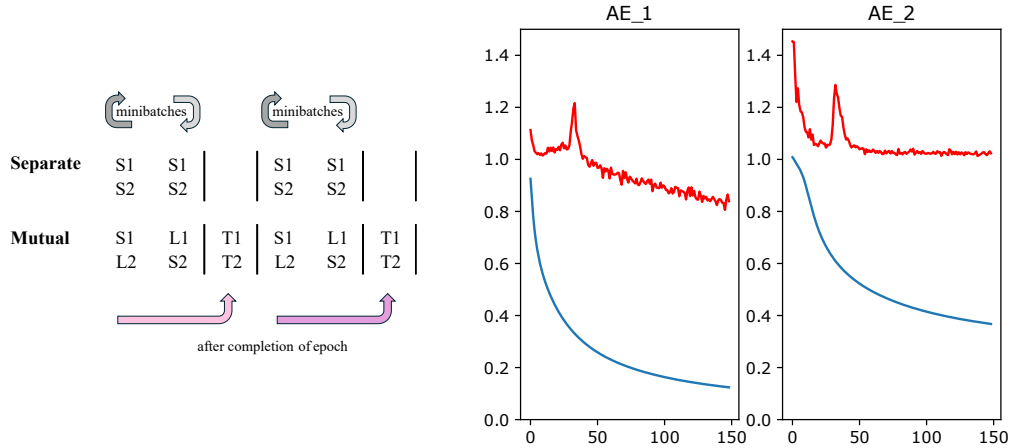 minibatches minibatches
Separate S1 S1 S1 S1
S2 S2 S2 S2
Mutual S1 L1 T1 S1 L1 T1
L2 S2 T2 L2 S2 T2
after completion of epoch
AE_1
1.4
1.2
1.0
0.8
0.6
0.4
0.2
0.0
0 50 100 150
AE_2
1.4
1.2
1.0
0.8
0.6
0.4
0.2
0.0
0 50 100 150